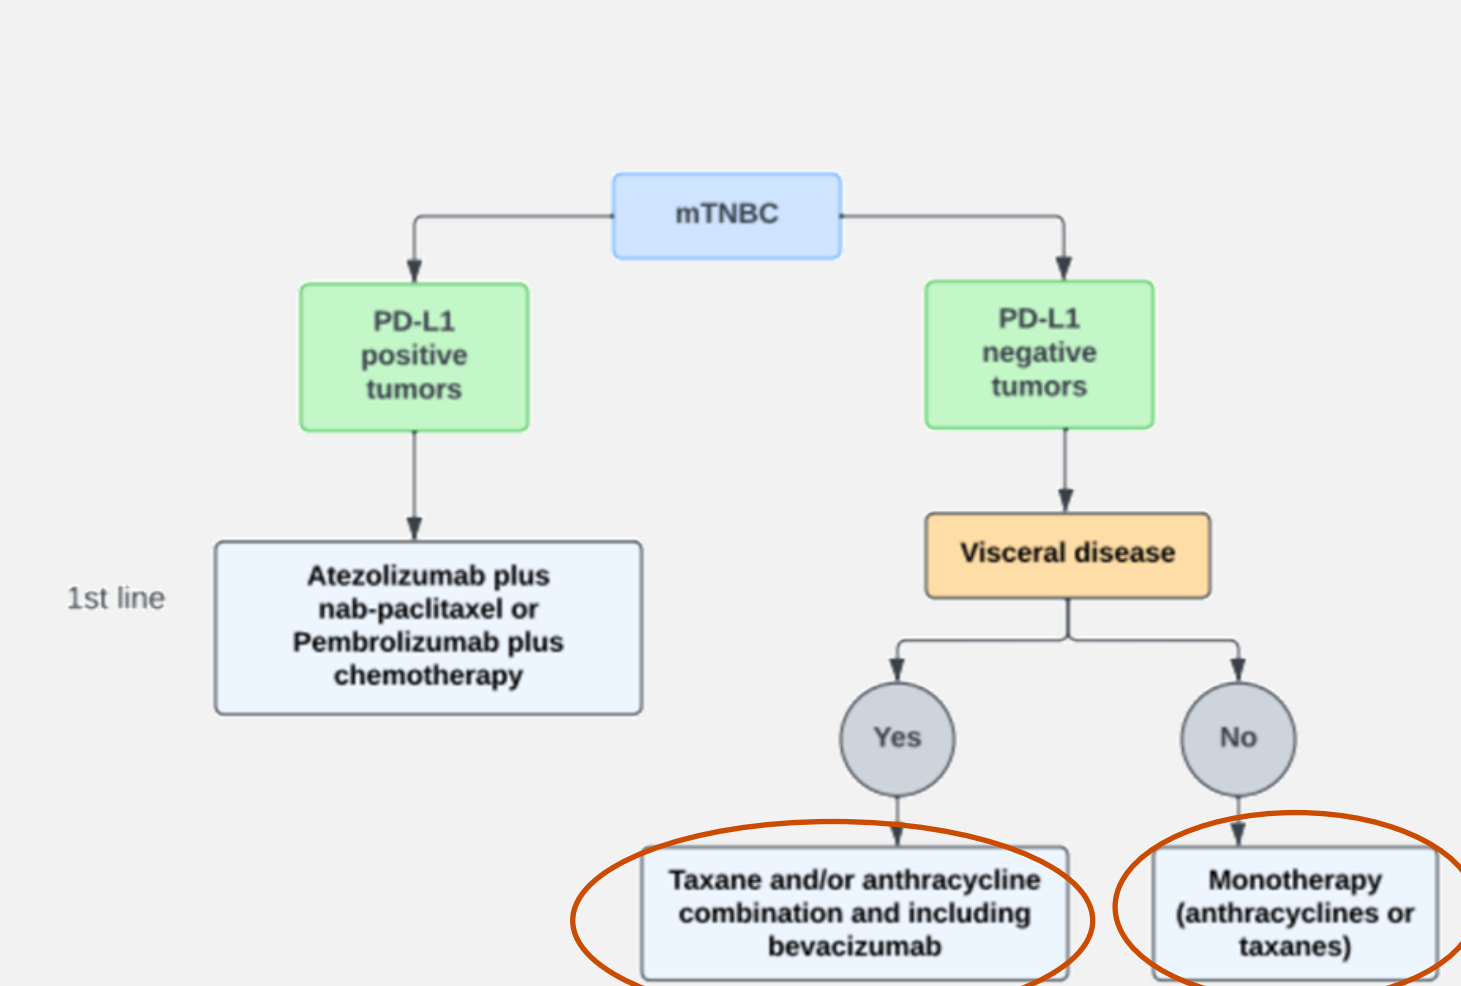 mTNBC
PD-L1
positive
tumors
PD-L1
negative
tumors
Visceral disease
1st line
Atezolizumab plus
nab-paclitaxel or
Pembrolizumab plus
chemotherapy
Yes
No
Taxane and/or anthracycline
combination and including
bevacizumab
Monotherapy
(anthracyclines or
taxanes)